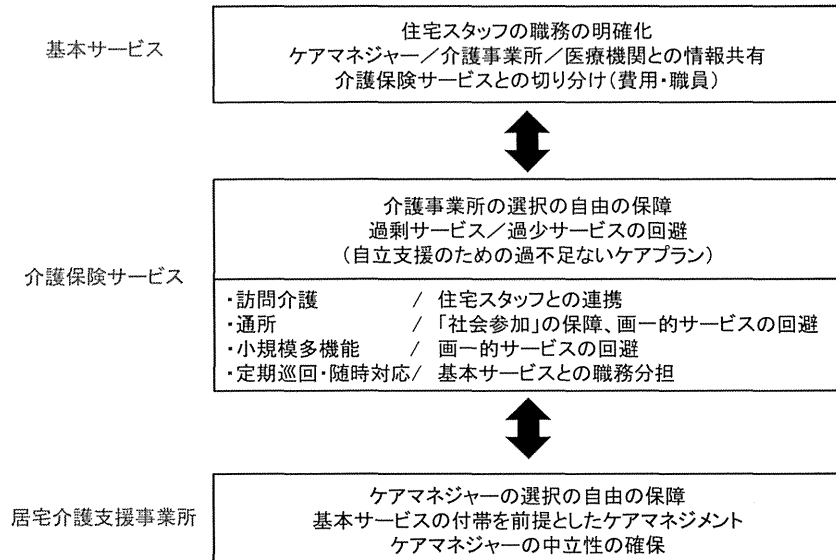 基本サービス
住宅スタッフの職務の明確化
ケアマネジャー／介護事業所／医療機関との情報共有
介護保険サービスとの切り分け（費用・職員）
介護保険サービス
介護事業所の選択の自由の保障
過剰サービス／過少サービスの回避
（自立支援のための過不足ないケアプラン）
・訪問介護 / 住宅スタッフとの連携
・通所 / 「社会参加」の保障、画一的サービスの回避
・小規模多機能 / 画一的サービスの回避
・定期巡回・随時対応 / 基本サービスとの職務分担
居宅介護支援事業所
ケアマネジャーの選択の自由の保障
基本サービスの付帯を前提としたケアマネジメント
ケアマネジャーの中立性の確保